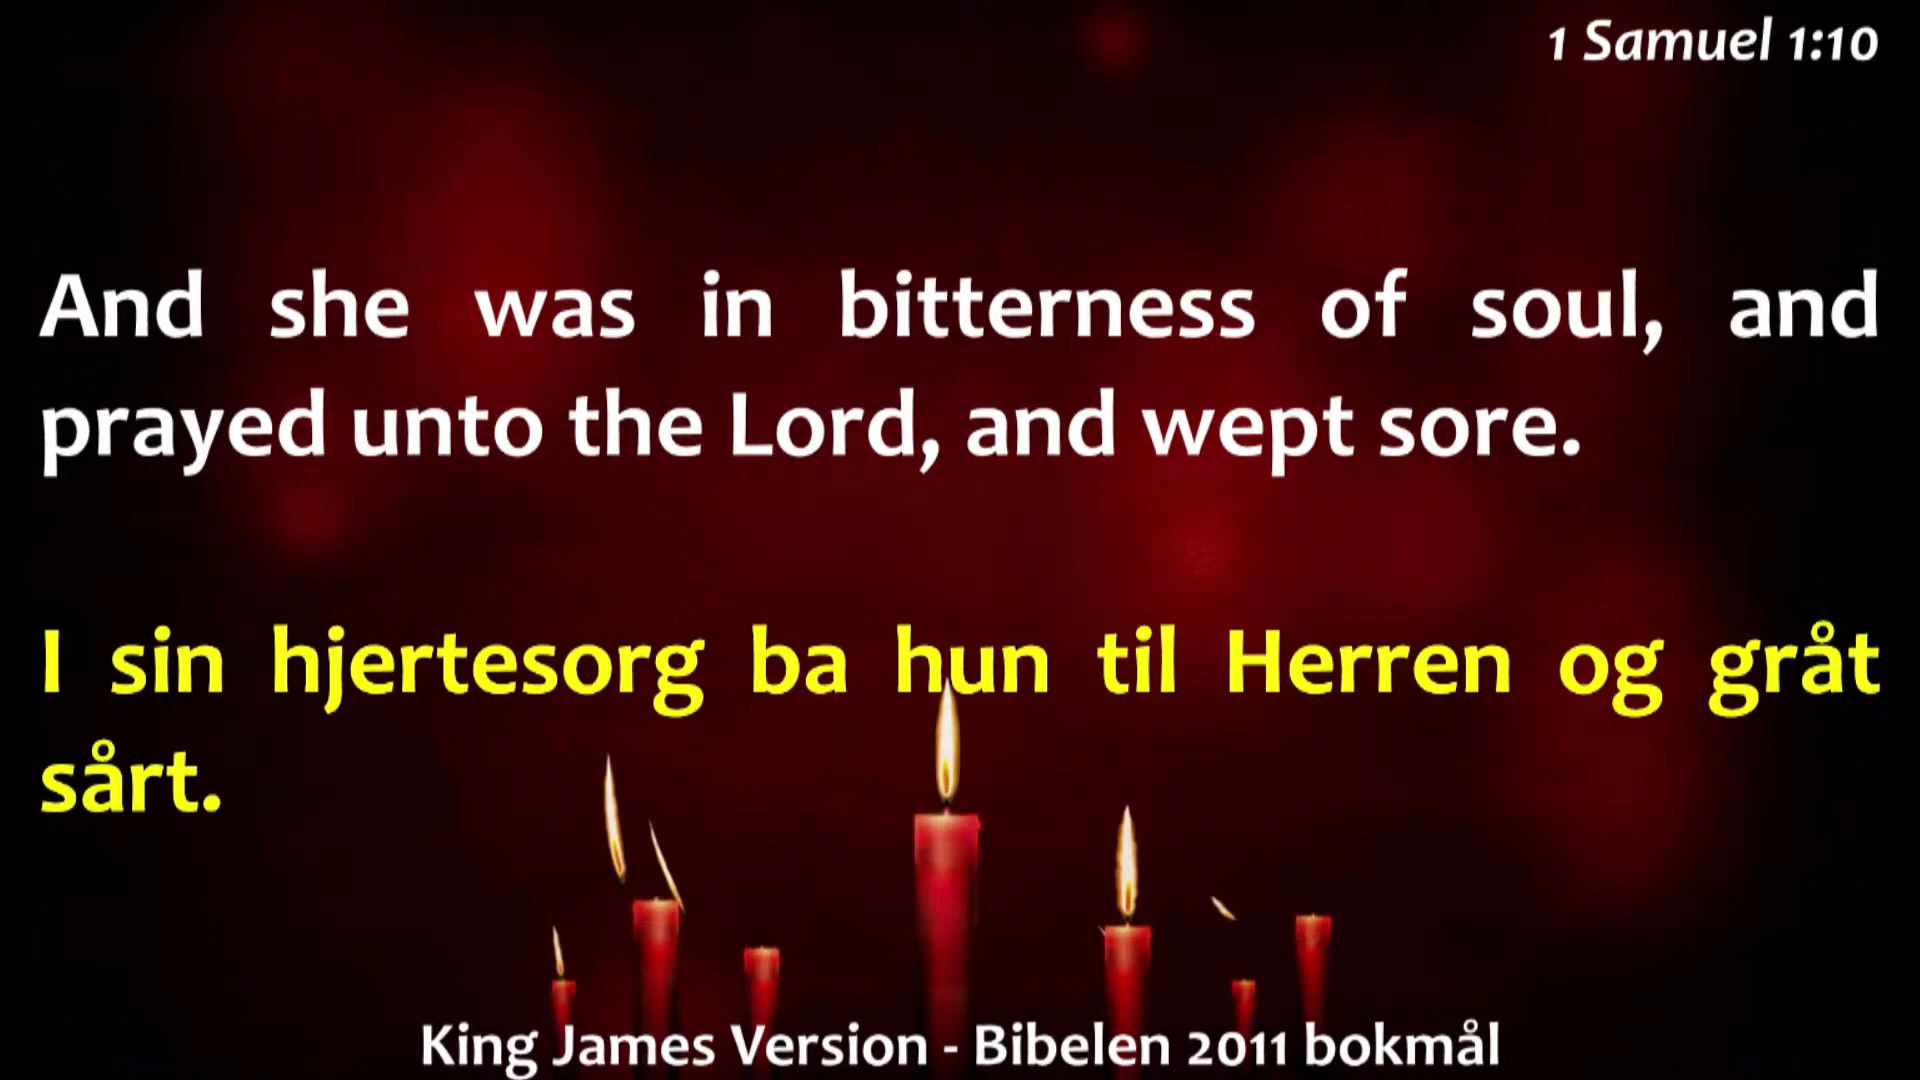 1 Samuel 1:10
And she was in bitterness of soul, and
prayed unto the Lord, and wept sore.
I sin hjertesorg ba hun til Herren og gråt
sårt.
King James Version - Bibelen 2011 bokmål